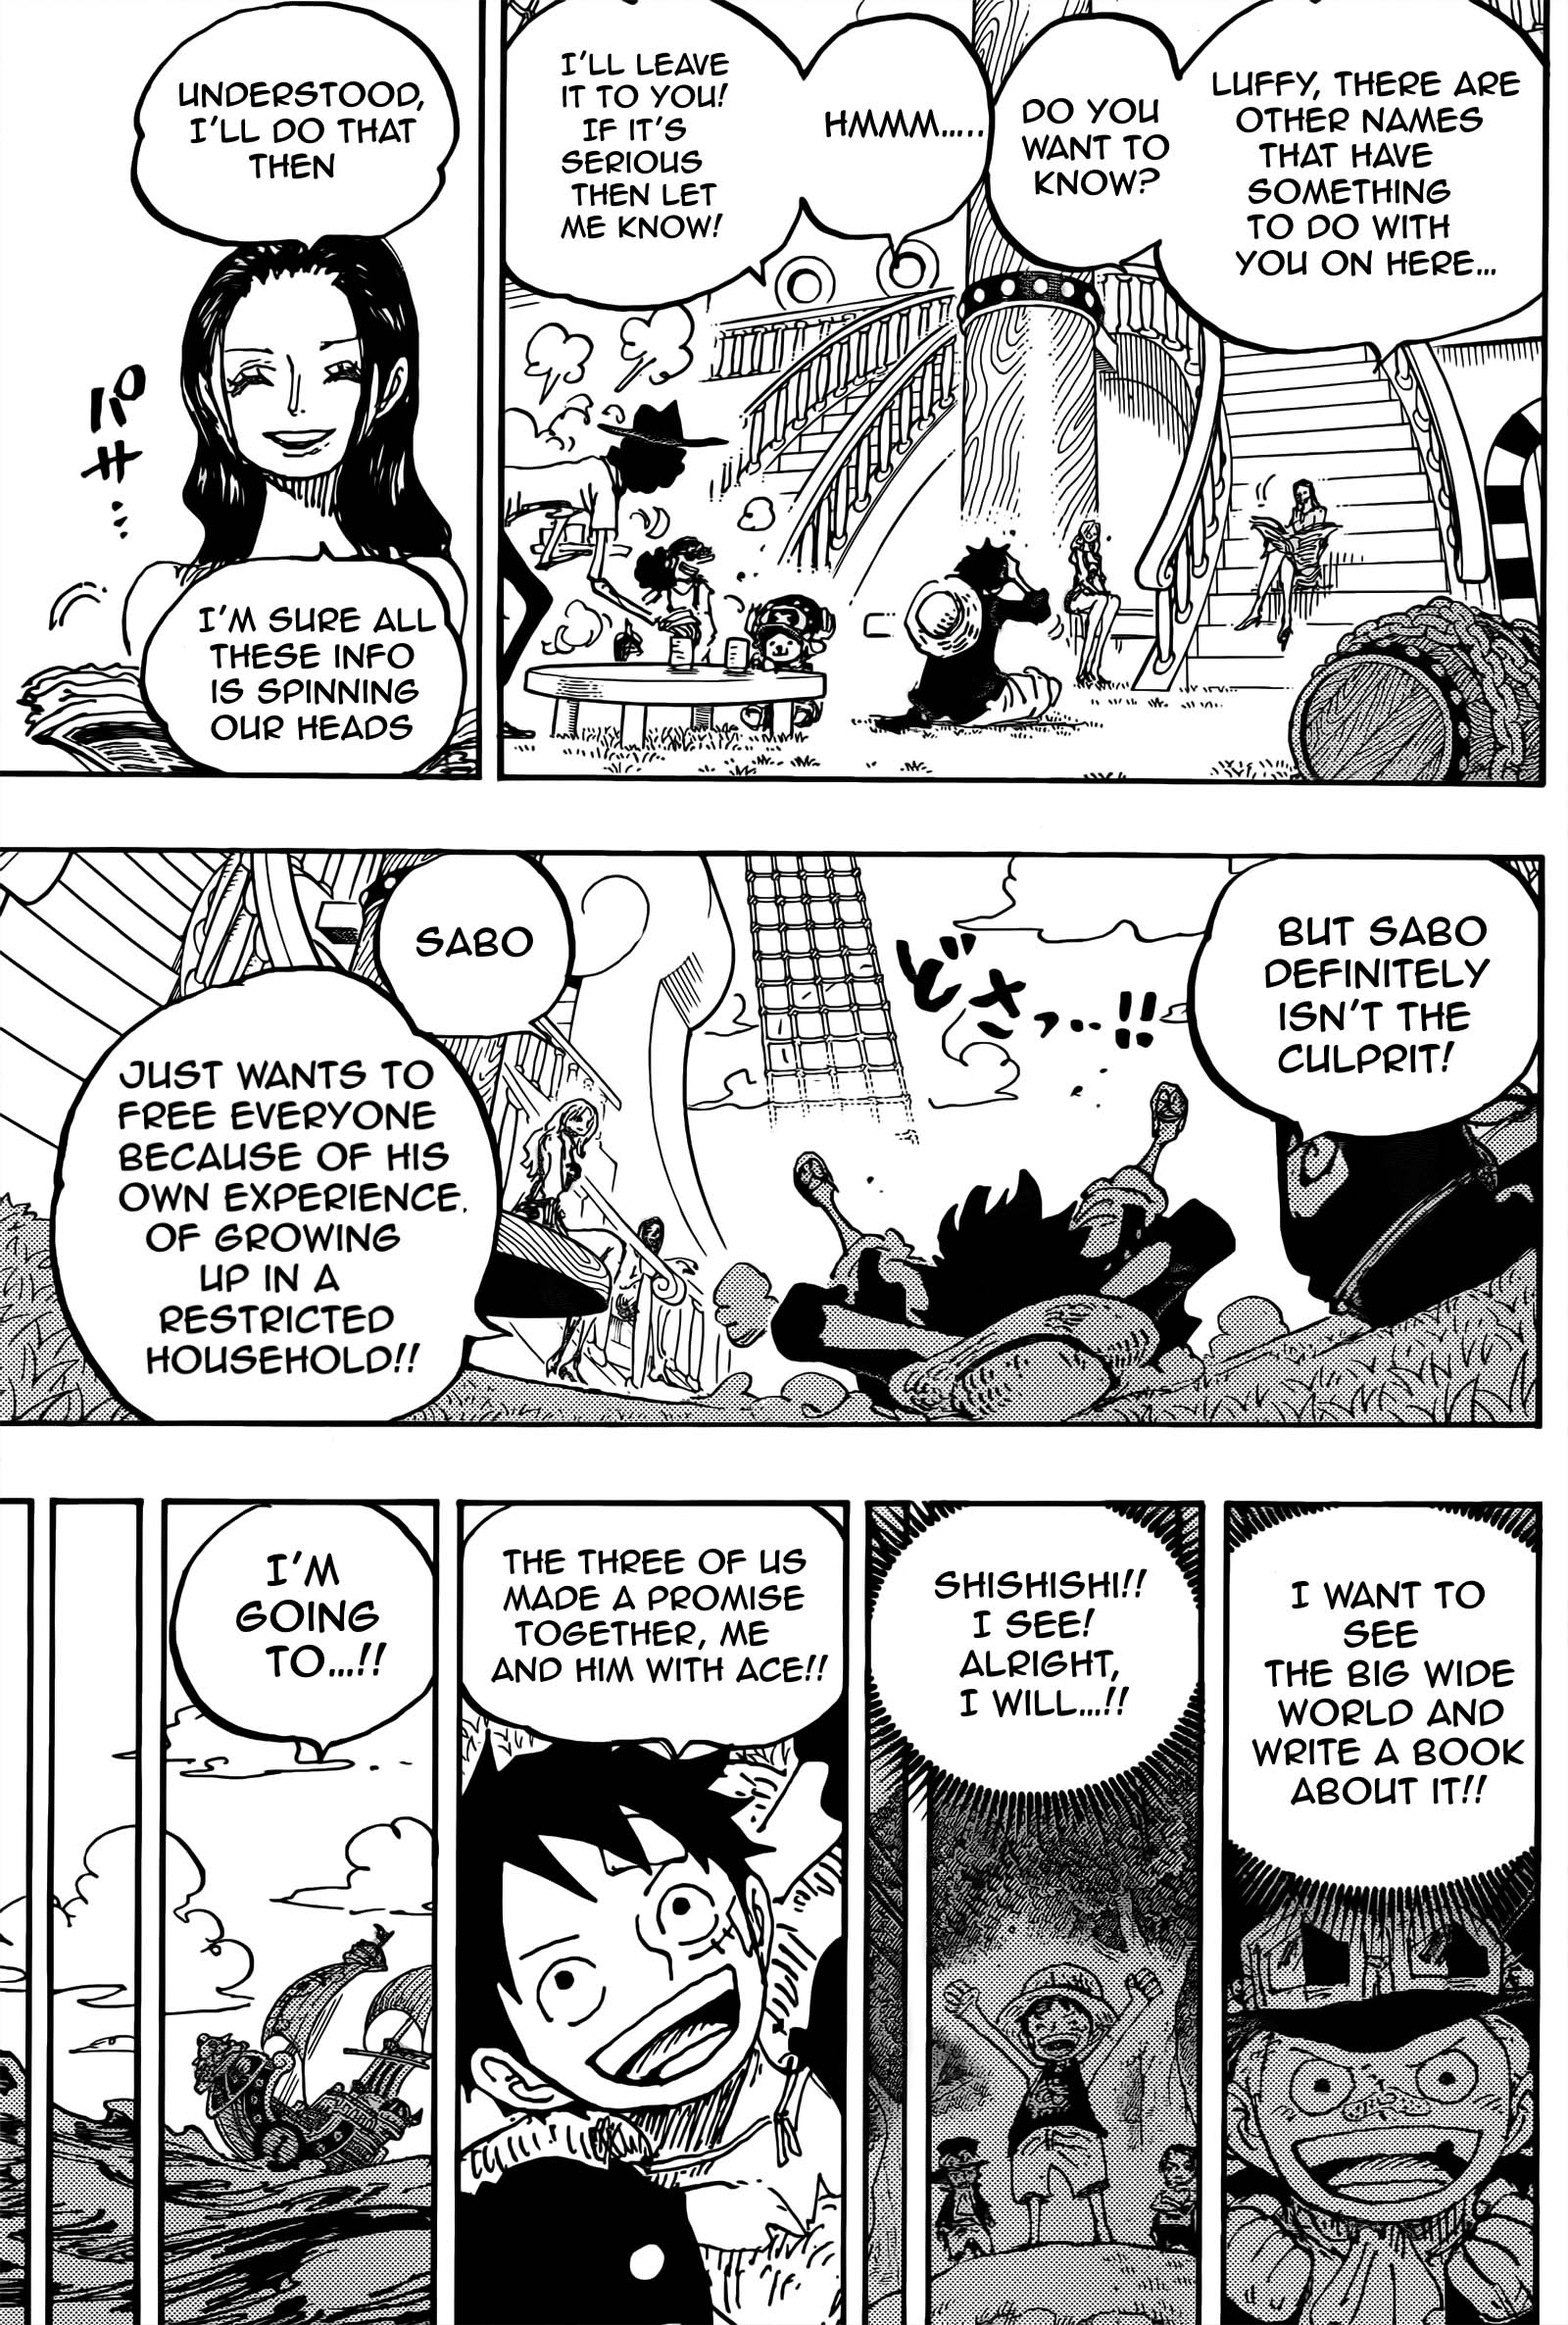 LUFFY, THERE ARE
OTHER NAMES
THAT HAVE
SOMETHING
TO DO WITH
YOU ON HERE...
DO YOU
WANT TO
KNOW?
HMMM.....
I'LL LEAVE
IT TO YOU!
IF IT'S
SERIOUS
THEN LET
ME KNOW!
UNDERSTOOD,
I'LL DO THAT
THEN
パサ…
I'M SURE ALL
THESE INFO
IS SPINNING
OUR HEADS
BUT SABO
DEFINITELY
ISN'T THE
CULPRIT!
どさっ…!!
SABO
JUST WANTS TO
FREE EVERYONE
BECAUSE OF HIS
OWN EXPERIENCE.
OF GROWING
UP IN A
RESTRICTED
HOUSEHOLD!!
I WANT TO
SEE
THE BIG WIDE
WORLD AND
WRITE A BOOK
ABOUT IT!!
SHISHISHI!!
I SEE!
ALRIGHT,
I WILL...!!
THE THREE OF US
MADE A PROMISE
TOGETHER, ME
AND HIM WITH ACE!!
I'M
GOING
TO...!!